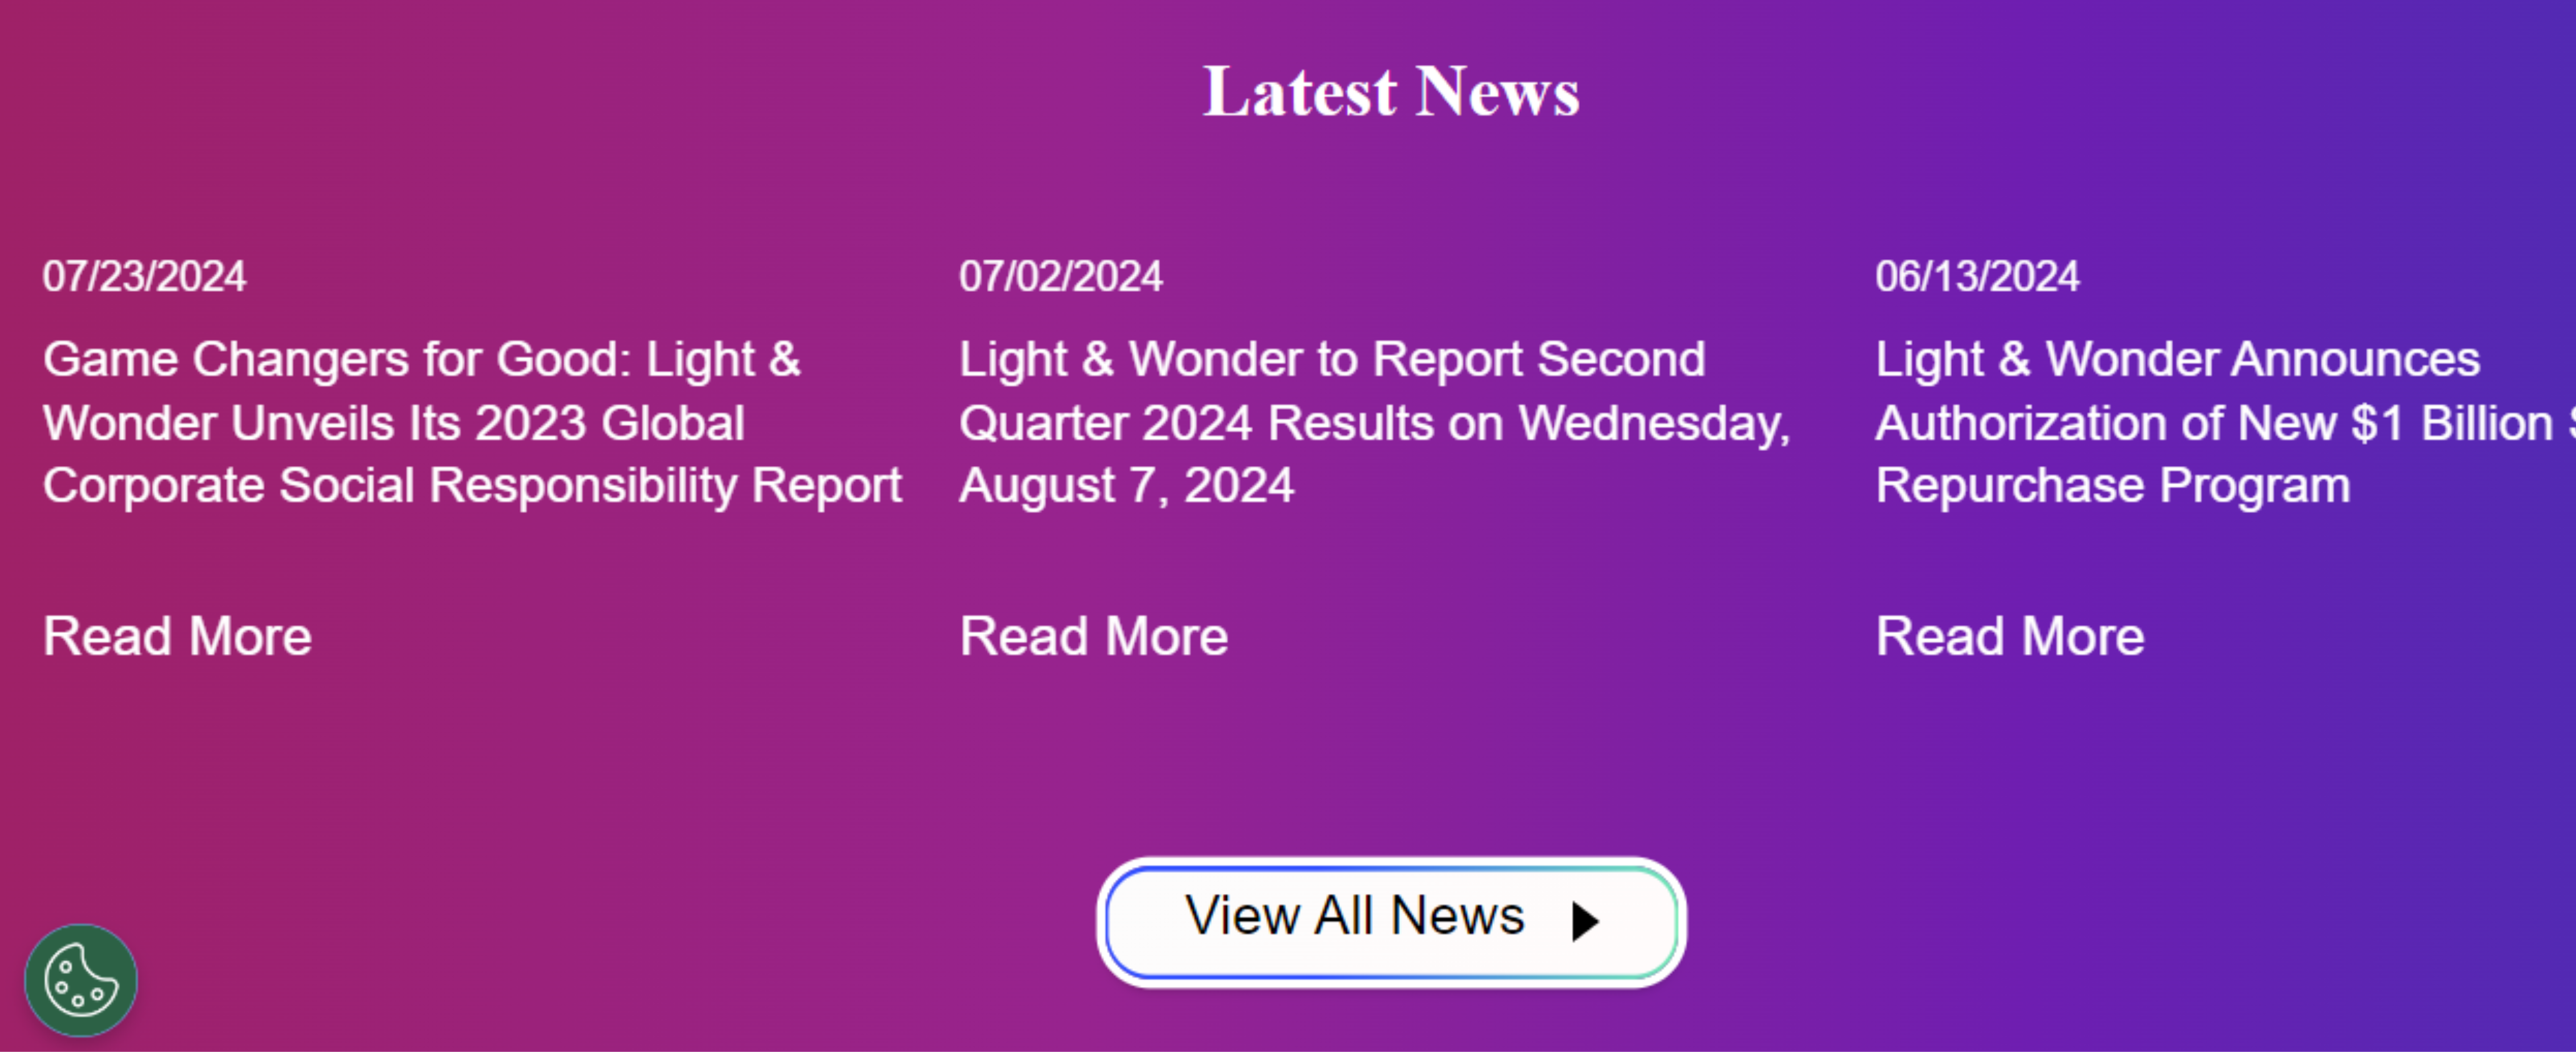 Latest News
07/23/2024
Game Changers for Good: Light &
Wonder Unveils Its 2023 Global
Corporate Social Responsibility Report
Read More
07/02/2024
Light & Wonder to Report Second
Quarter 2024 Results on Wednesday,
August 7, 2024
Read More
06/13/2024
Light & Wonder Announces
Authorization of New $1 Billion
Repurchase Program
Read More
View All News